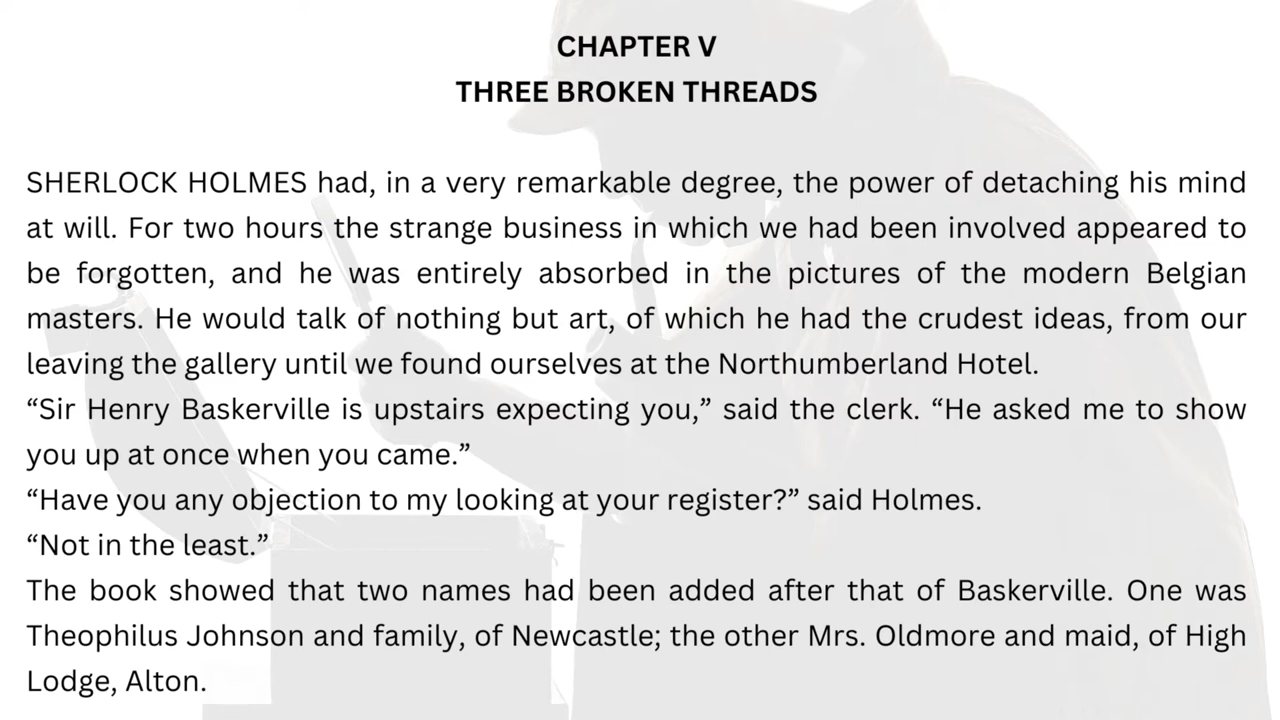 CHAPTER V
THREE BROKEN THREADS
SHERLOCK HOLMES had, in a very remarkable degree, the power of detaching his mind
at will. For two hours the strange business in which we had been involved appeared to
be forgotten, and he was entirely absorbed in the pictures of the modern Belgian
masters. He would talk of nothing but art, of which he had the crudest ideas, from our
leaving the gallery until we found ourselves at the Northumberland Hotel.
“Sir Henry Baskerville is upstairs expecting you,” said the clerk. “He asked me to show
you up at once when you came.”
“Have you any objection to my looking at your register?” said Holmes.
“Not in the least.”
The book showed that two names had been added after that of Baskerville. One was
Theophilus Johnson and family, of Newcastle; the other Mrs. Oldmore and maid, of High
Lodge, Alton.